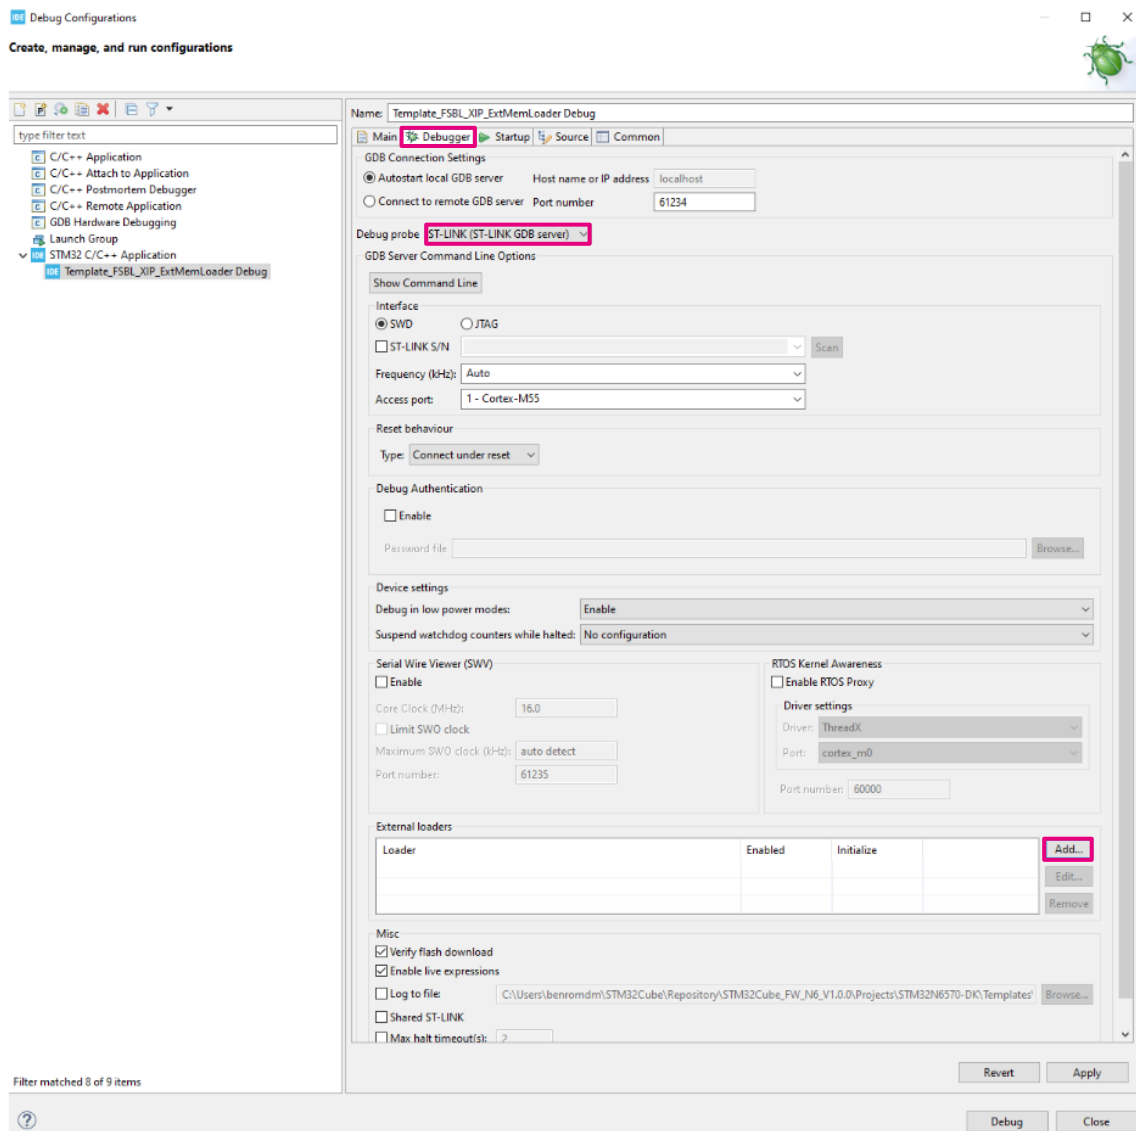 IDE Debug Configurations
Create, manage, and run configurations
type filter text
C/C++ Application
C/C++ Attach to Application
C/C++ Postmortem Debugger
C/C++ Remote Application
GDB Hardware Debugging
Launch Group
IDE STM32 C/C++ Application
IDE Template_FSBL_XIP_ExtMemLoader Debug
Filter matched 8 of 9 items
Name: Template_FSBL_XIP_ExtMemLoader Debug
Main Debugger Startup Source Common
GDB Connection Settings
Autostart local GDB server Host name or IP address localhost
Connect to remote GDB server Port number 61234
Debug probe ST-LINK (ST-LINK GDB server)
GDB Server Command Line Options
Show Command Line
Interface
SWD JTAG
ST-LINK S/N Scan
Frequency (kHz): Auto
Access port: 1 - Cortex-M55
Reset behaviour
Type: Connect under reset
Debug Authentication
Enable
Password file Browse...
Device settings
Debug in low power modes: Enable
Suspend watchdog counters while halted: No configuration
Serial Wire Viewer (SWV)
Enable
Core Clock (MHz): 16.0
Limit SWO clock
Maximum SWO clock (kHz): auto detect
Port number: 61235
RTOS Kernel Awareness
Enable RTOS Proxy
Driver settings
Driver: ThreadX
Port: cortex_m0
Port number: 60000
External loaders
Loader Enabled Initialize Add...
Edit...
Remove
Misc
Verify flash download
Enable live expressions
Log to file: C:\Users\benromdm\STM32Cube\Repository\STM32Cube_FW_N6_V1.0.0\Projects\STM32N6570-DK\Templates\ Browse...
Shared ST-LINK
Max halt timeout(s): 2
Revert Apply
Debug Close